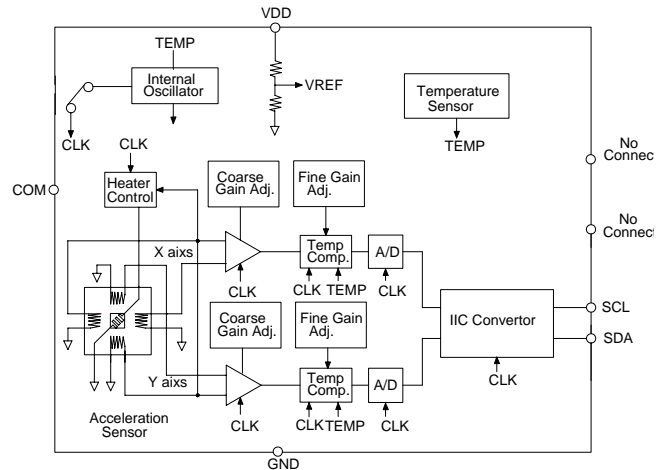 VDD
TEMP
Internal
Oscillator
VREF
Temperature
Sensor
TEMP
CLK
CLK
No
Connect
COM
Heater
Control
Coarse
Gain Adj.
Fine Gain
Adj.
No
Connect
X aixs
Temp
Comp.
A/D
CLK
CLK
TEMP
CLK
Coarse
Gain Adj.
Fine Gain
Adj.
IIC Convertor
SCL
SDA
CLK
Y aixs
Temp
Comp.
A/D
Acceleration
Sensor
CLK
CLK
TEMP
CLK
GND